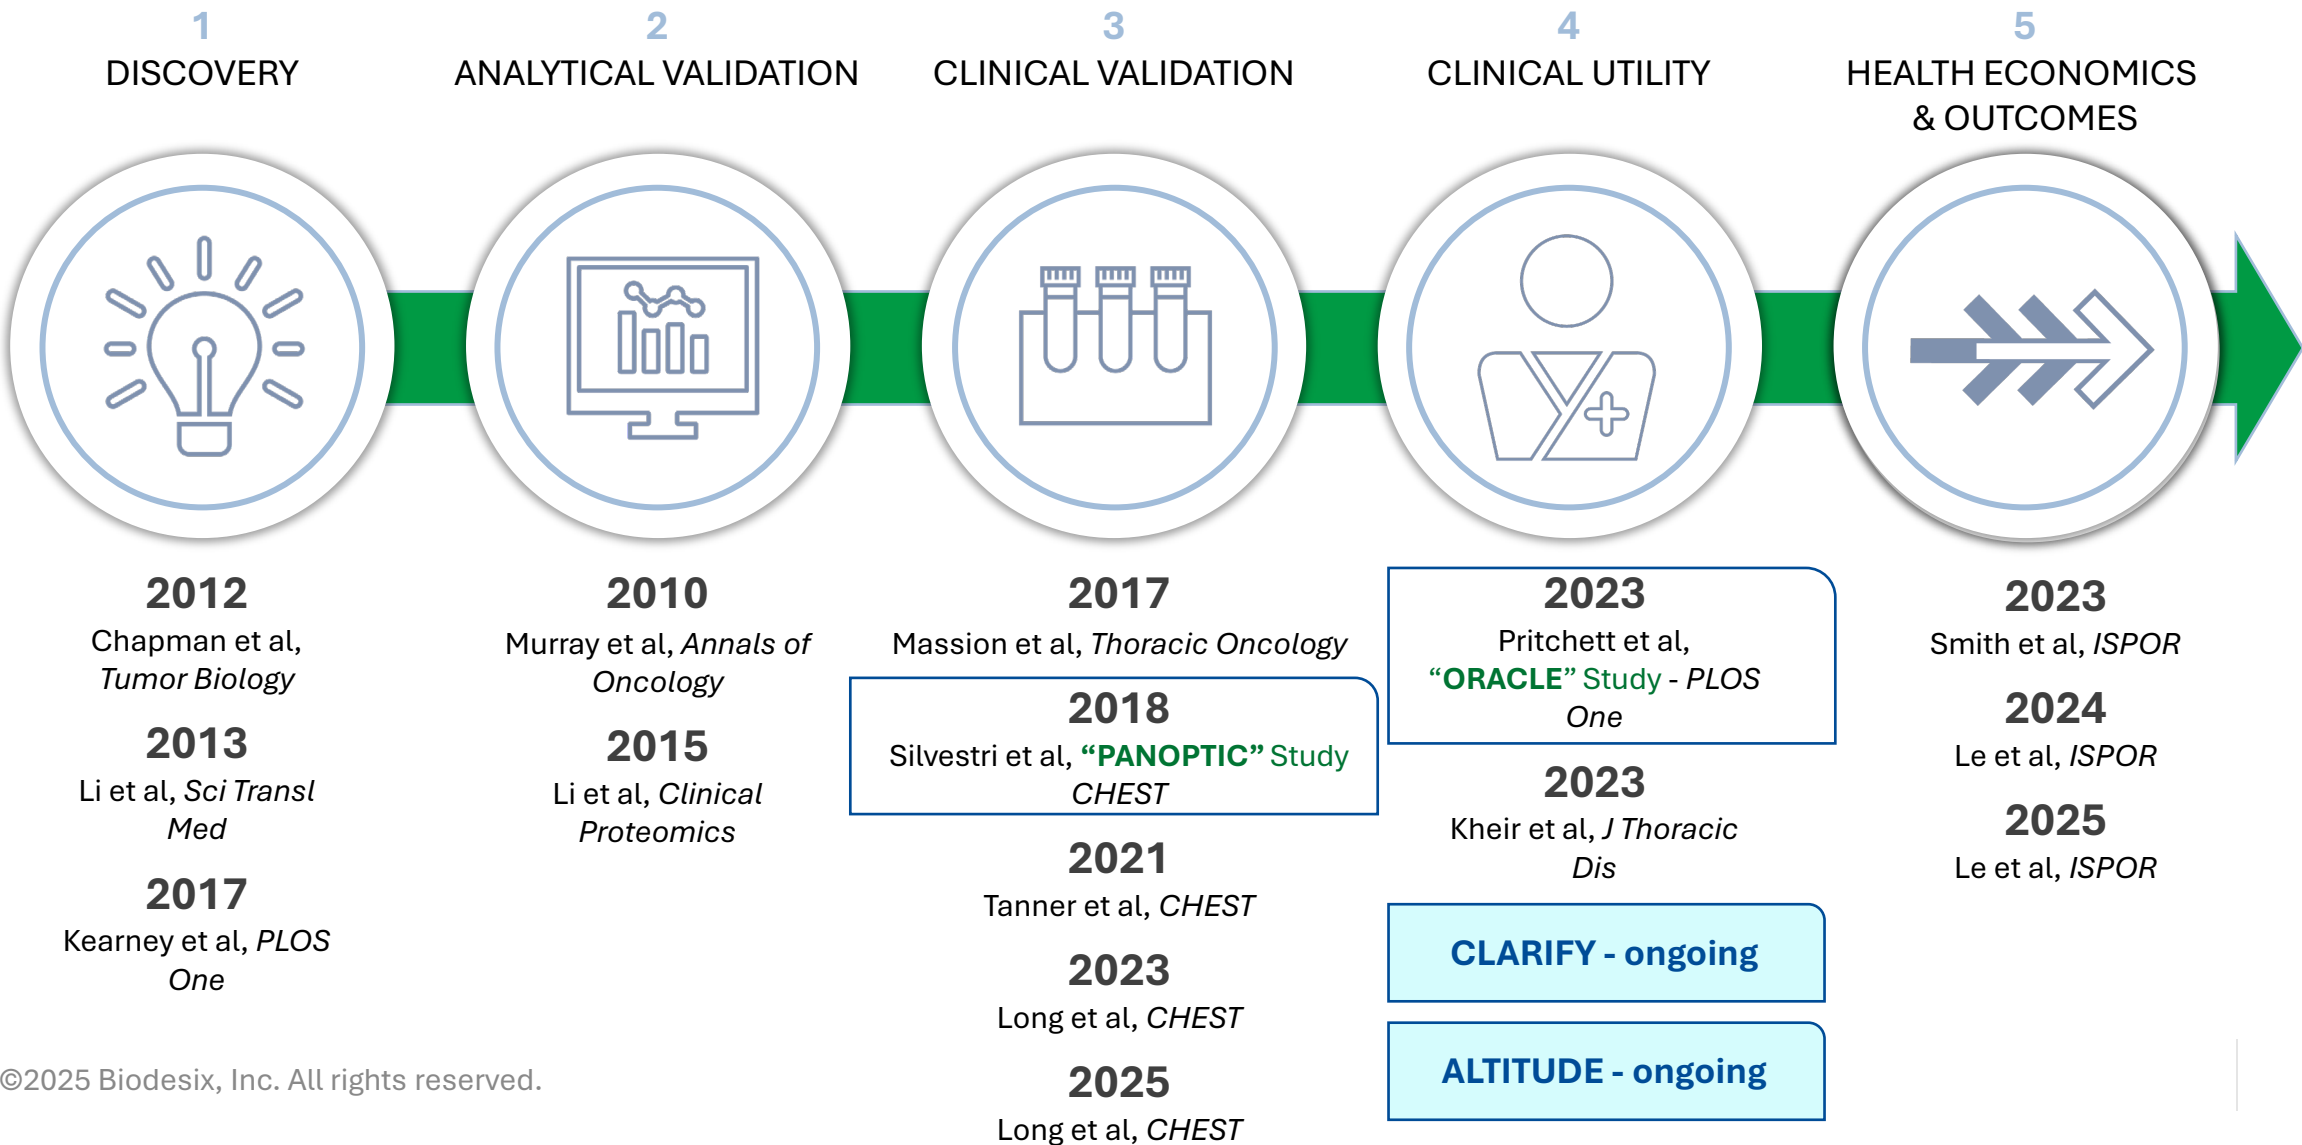 1
DISCOVERY
2
ANALYTICAL VALIDATION
3
CLINICAL VALIDATION
4
CLINICAL UTILITY
5
HEALTH ECONOMICS
& OUTCOMES
2012
Chapman et al,
Tumor Biology
2013
Li et al, Sci Transl
Med
2017
Kearney et al, PLOS
One
2010
Murray et al, Annals of
Oncology
2015
Li et al, Clinical
Proteomics
2017
Massion et al, Thoracic Oncology
2018
Silvestri et al, “PANOPTIC” Study
CHEST
2021
Tanner et al, CHEST
2023
Long et al, CHEST
2025
Long et al, CHEST
2023
Pritchett et al,
“ORACLE” Study - PLOS
One
2023
Kheir et al, J Thoracic
Dis
CLARIFY - ongoing
ALTITUDE - ongoing
2023
Smith et al, ISPOR
2024
Le et al, ISPOR
2025
Le et al, ISPOR
©2025 Biodesix, Inc. All rights reserved.